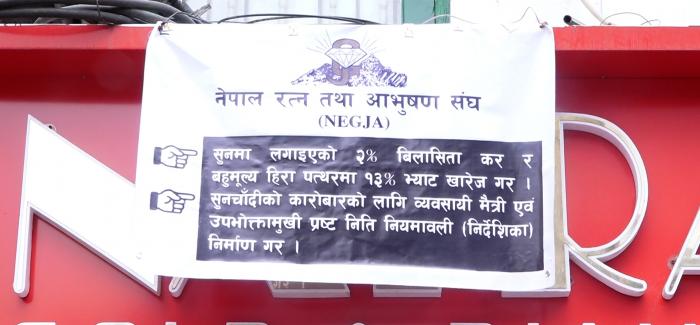 नेपाल रत्न तथा आभुषण संघ
(NEGJA)
सुनमा लगाइएको २% बिलासिता कर र
बहुमूल्य हिरा पत्थरमा १३% भ्याट खारेज गर ।
सुनचाँदीको कारोबारको लागि व्यवसायी मैत्री एवं
उपभोक्तामुखी प्रष्ट निति नियमावली (निर्देशिका)
निर्माण गर ।